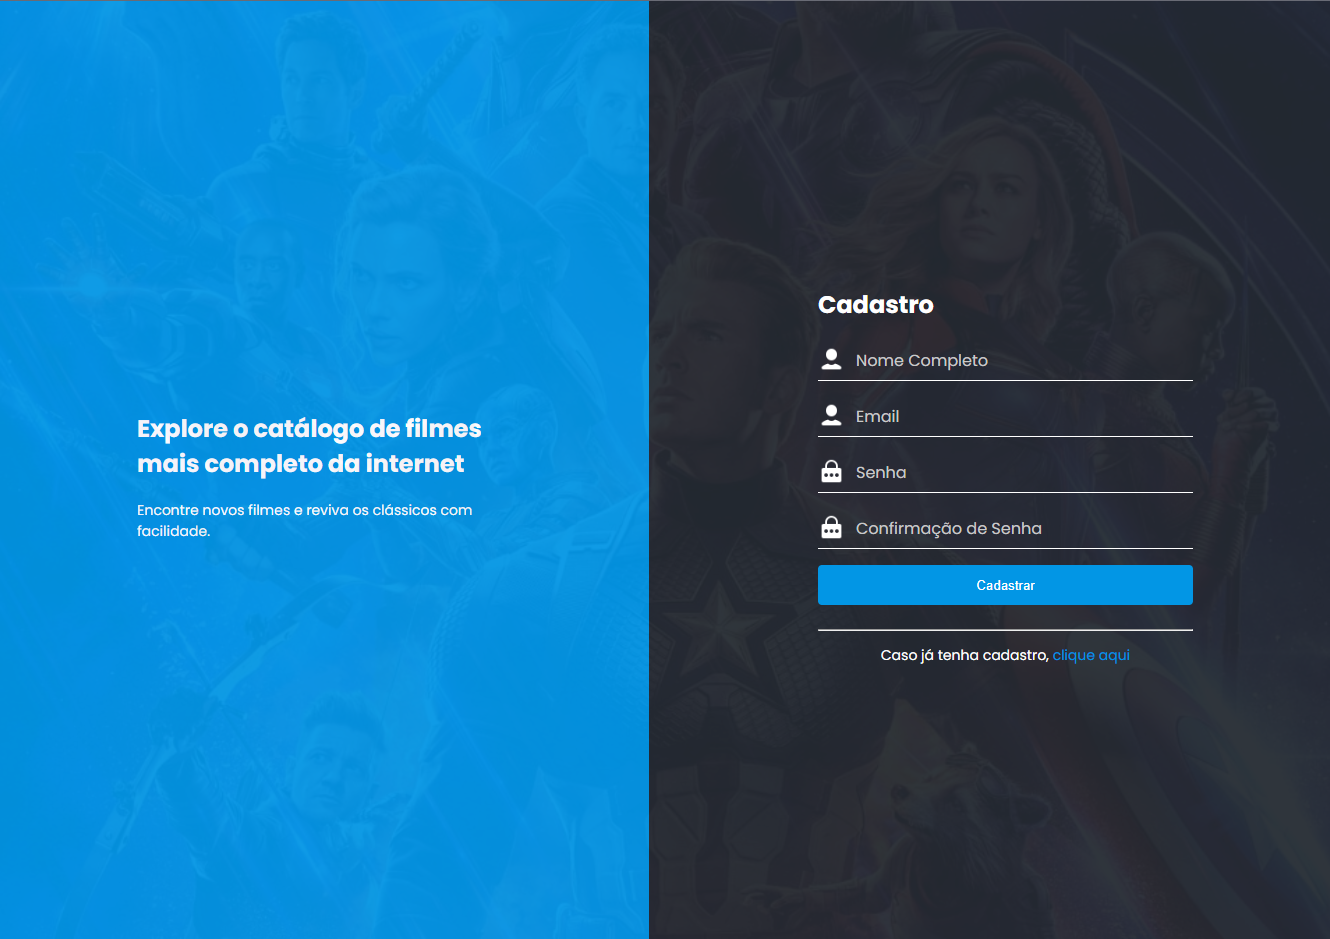 Explore o catálogo de filmes
mais completo da internet
Encontre novos filmes e reviva os clássicos com
facilidade.
Cadastro
Nome Completo
Email
Senha
Confirmação de Senha
Cadastrar
Caso já tenha cadastro, clique aqui